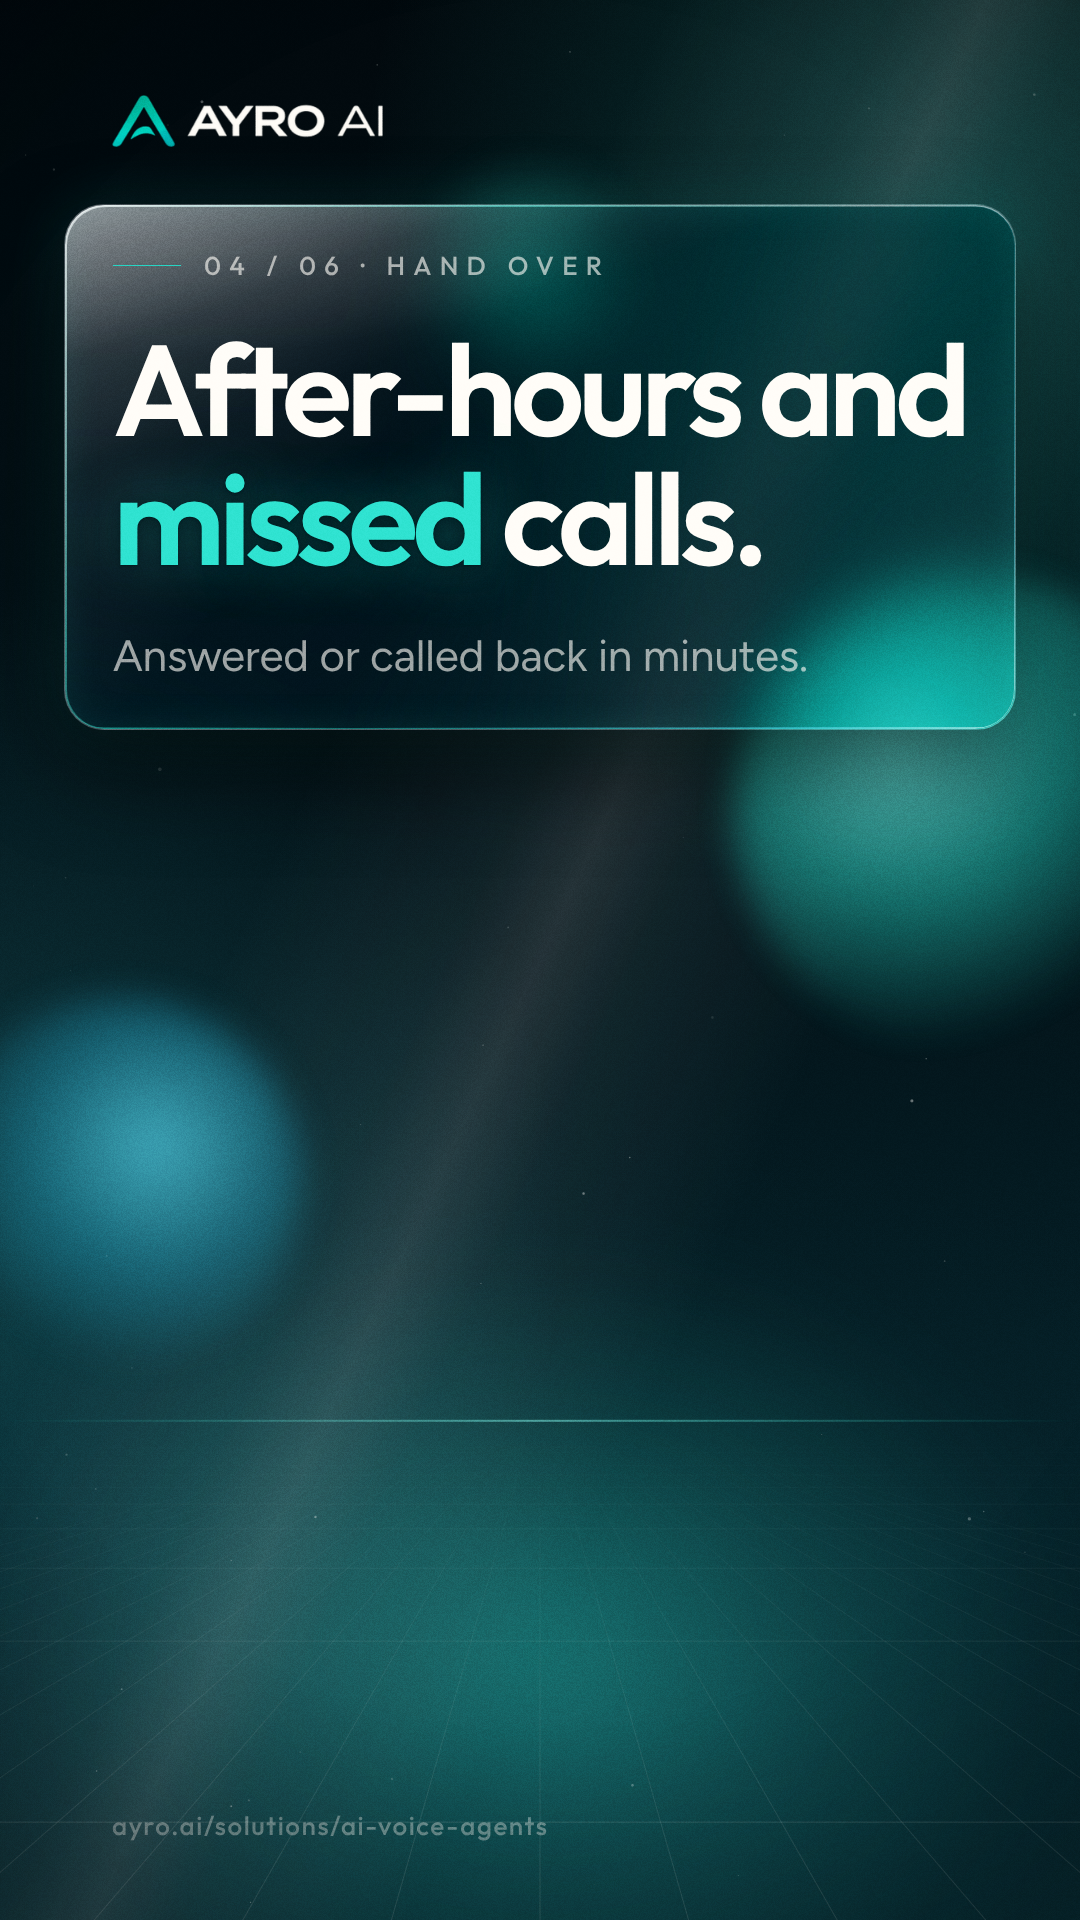 AYRO AI
04 / 06 · HAND OVER
After-hours and
missed calls.
Answered or called back in minutes.
ayro.ai/solutions/ai-voice-agents